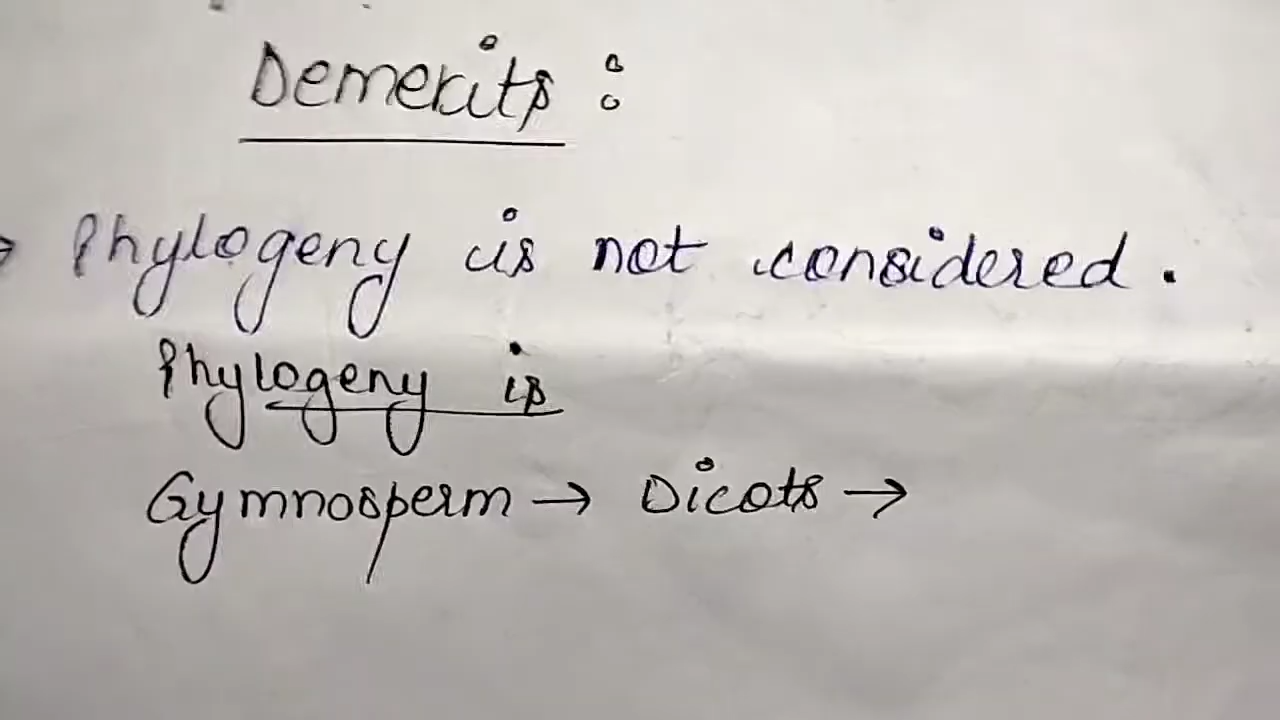 Demerits :
→ Phylogeny is not considered .
Phylogeny is
Gymnosperm → Dicots →